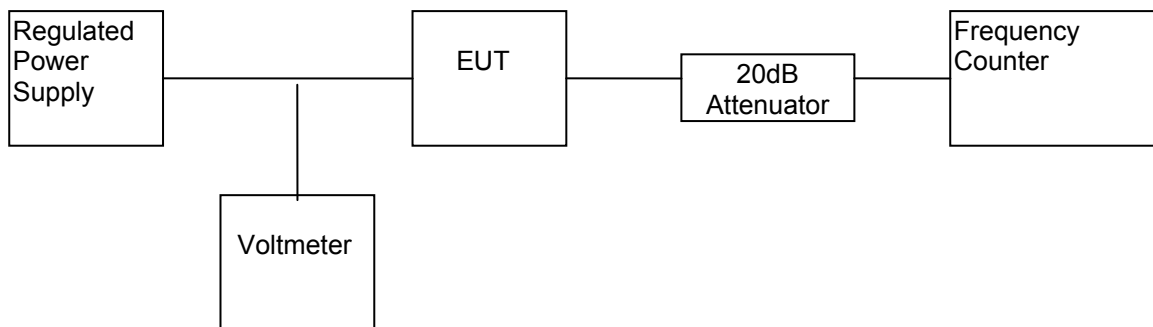 Regulated
Power
Supply
EUT
20dB
Attenuator
Frequency
Counter
Voltmeter